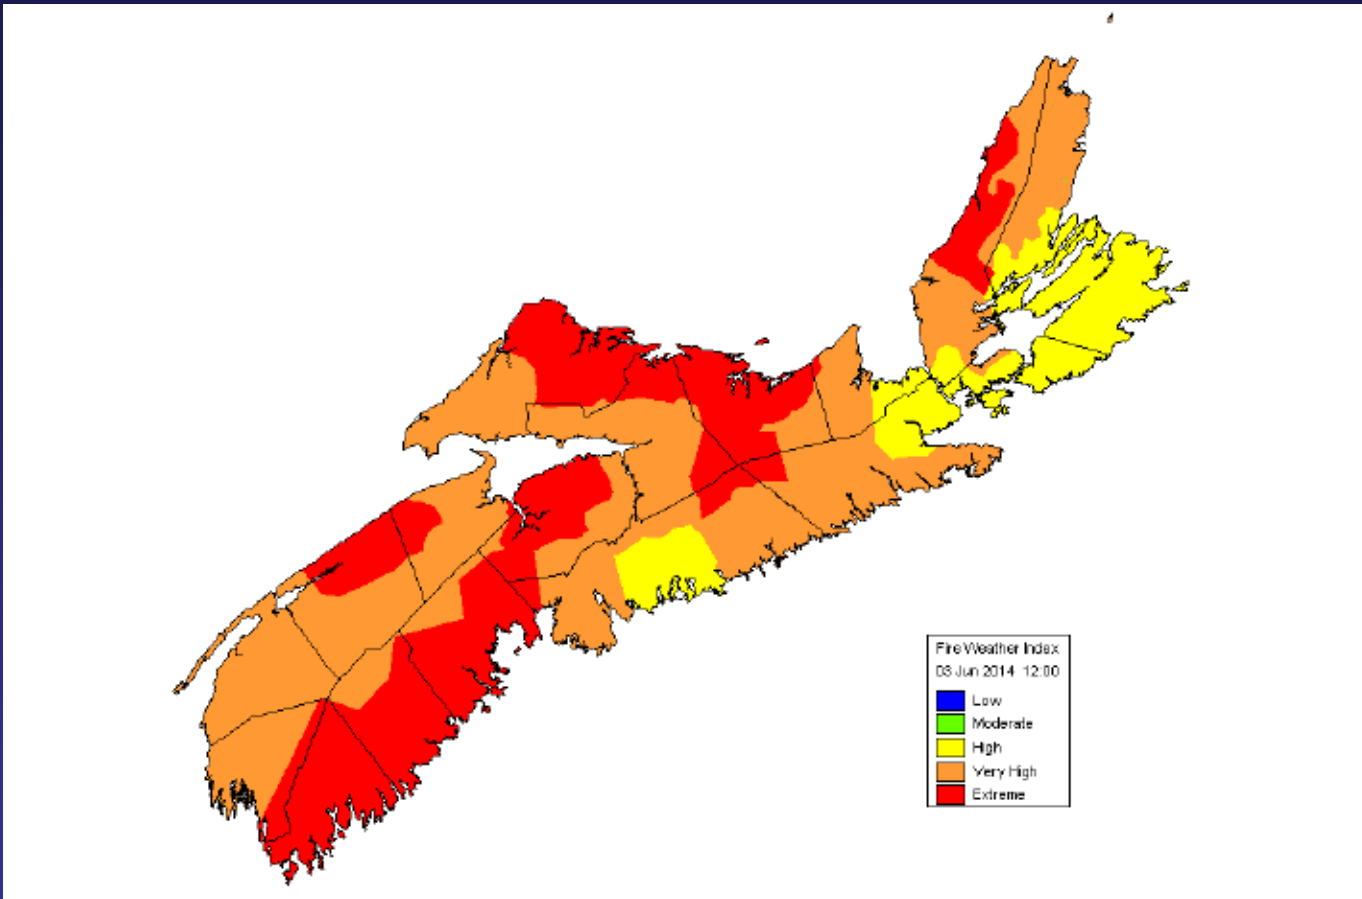 Fire Weather Index
03 Jun 2014 12:00
Low
Moderate
High
Very High
Extreme